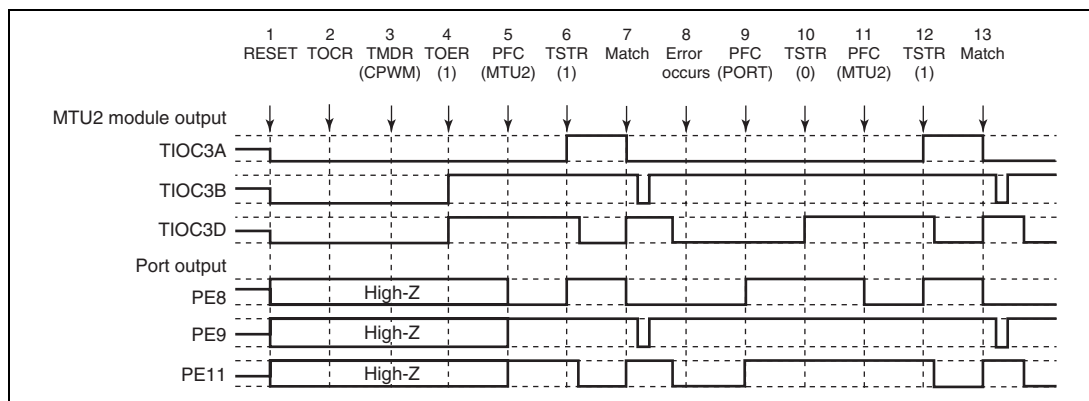 1 2 3 4 5 6 7 8 9 10 11 12 13
RESET TOCR TMDR TOER PFC TSTR Match Error PFC TSTR PFC TSTR Match
(CPWM) (1) (MTU2) (1) occurs (PORT) (0) (MTU2) (1)
MTU2 module output
TIOC3A
TIOC3B
TIOC3D
Port output
PE8 High-Z
PE9 High-Z
PE11 High-Z